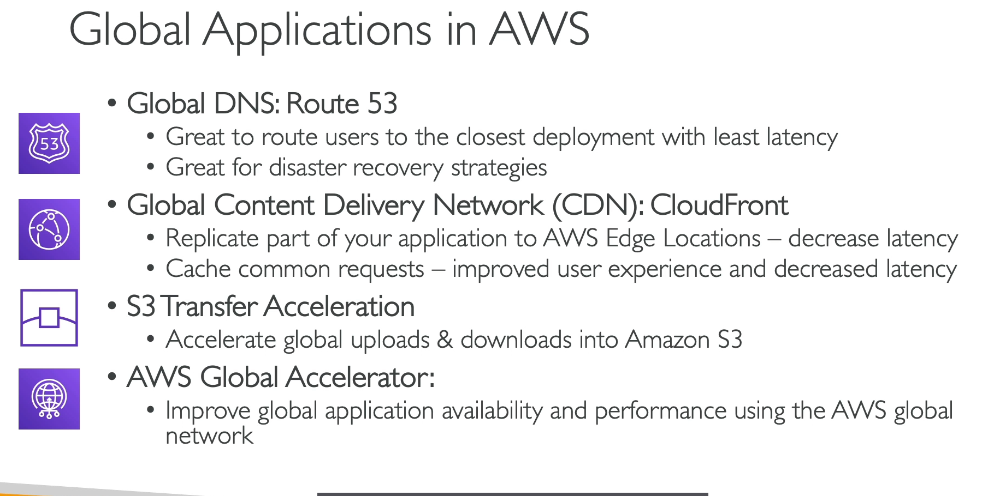 Global Applications in AWS
• Global DNS: Route 53
• Great to route users to the closest deployment with least latency
• Great for disaster recovery strategies
53
• Global Content Delivery Network (CDN): CloudFront
• Replicate part of your application to AWS Edge Locations – decrease latency
• Cache common requests – improved user experience and decreased latency
• S3 Transfer Acceleration
• Accelerate global uploads & downloads into Amazon S3
• AWS Global Accelerator:
• Improve global application availability and performance using the AWS global
network